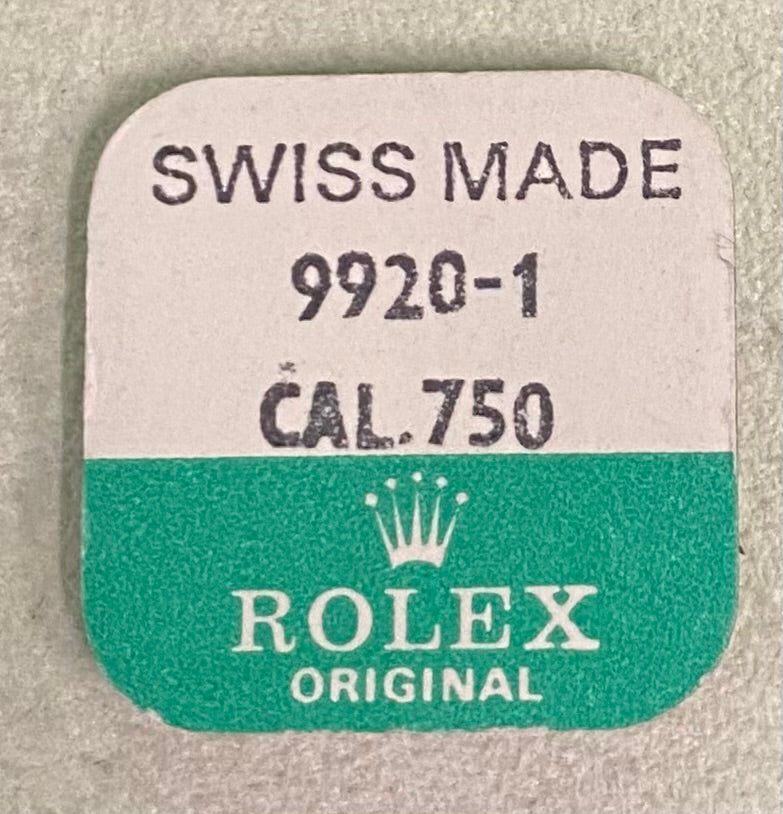 SWISS MADE
9920-1
CAL.750
ROLEX
ORIGINAL